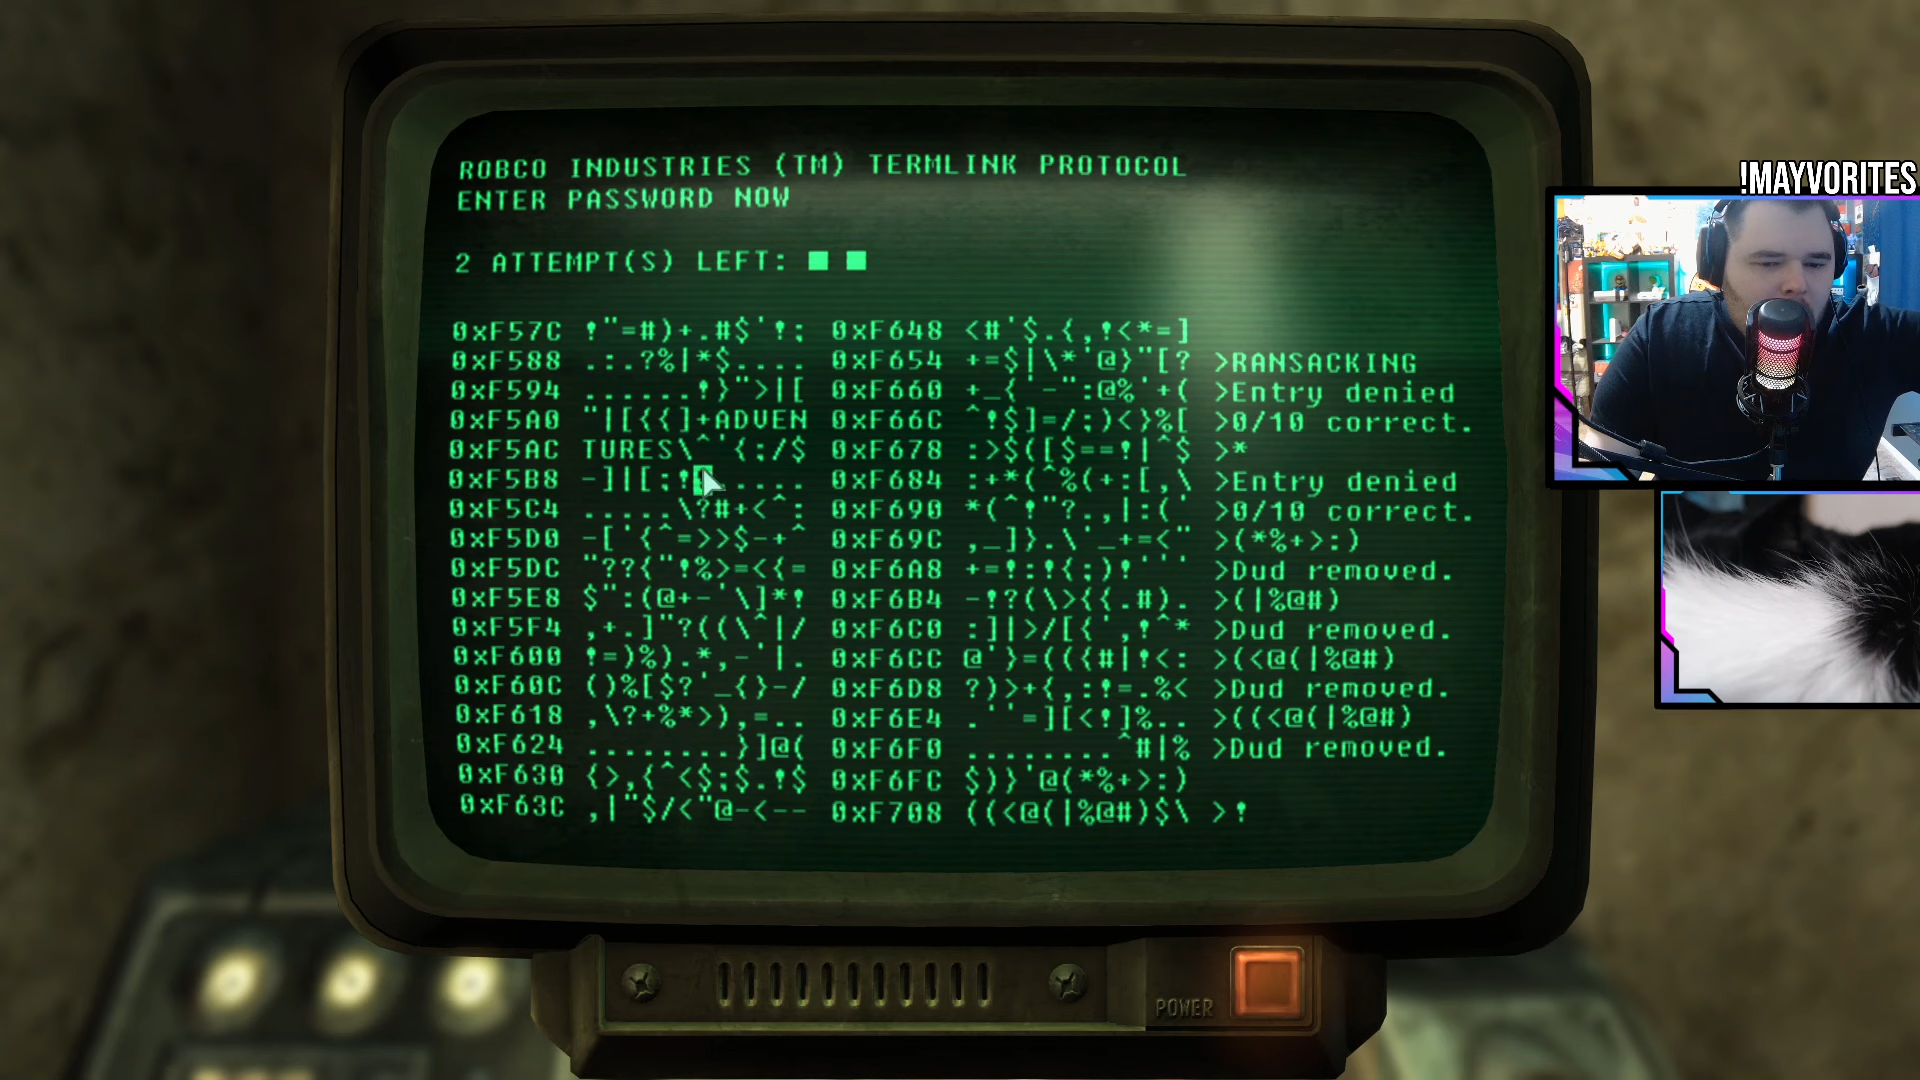 !MAYVORITES
ROBCO INDUSTRIES (TM) TERMLINK PROTOCOL
ENTER PASSWORD NOW
2 ATTEMPT(S) LEFT: ■ ■
0xF57C !"=#)+.#$'!; 0xF648 <#'$.{,!<*=]
0xF588 .:.?%|*$.... 0xF654 +=$|\*'@}"[? >RANSACKING
0xF594 .......!}">|[ 0xF660 +_{'-":@%'+( >Entry denied
0xF5A0 "|[{{]+ADVEN 0xF66C ^!$]=/;)<}%[ >0/10 correct.
0xF5AC TURES\^'{;/$ 0xF678 :>$([$==!|^$ >*
0xF5B8 -]|[;! ..... 0xF684 :+*(^%(+:[,\ >Entry denied
0xF5C4 .....\?#+<^: 0xF690 *(^!"?.,|:(' >0/10 correct.
0xF5D0 -['{^=>>$-+^ 0xF69C ,_]}.\'_+=<" >(*%+>:)
0xF5DC "??{"!%>=<{= 0xF6A8 +=!:!{;)!''' >Dud removed.
0xF5E8 $":(@+-'\]*! 0xF6B4 -!?(\>{{.#). >(|%@#)
0xF5F4 ,+.]"?((\^|/ 0xF6C0 :]|>/[{',!^* >Dud removed.
0xF600 !=)%).*,-'|. 0xF6CC @'}=(({#|!<: >(<@(|%@#)
0xF60C ()%[$?'_{}-/ 0xF6D8 ?)>+{,:!=.%< >Dud removed.
0xF618 ,\?+%*>),=.. 0xF6E4 .''=][<!]%.. >((<@(|%@#)
0xF624 ........}]@( 0xF6F0 ........^#|% >Dud removed.
0xF630 {>,{^<$;$.!$ 0xF6FC $)}'@(*%+>:)
0xF63C ,|"$/<"@-<-- 0xF708 ((<@(|%@#)$\ >!
POWER